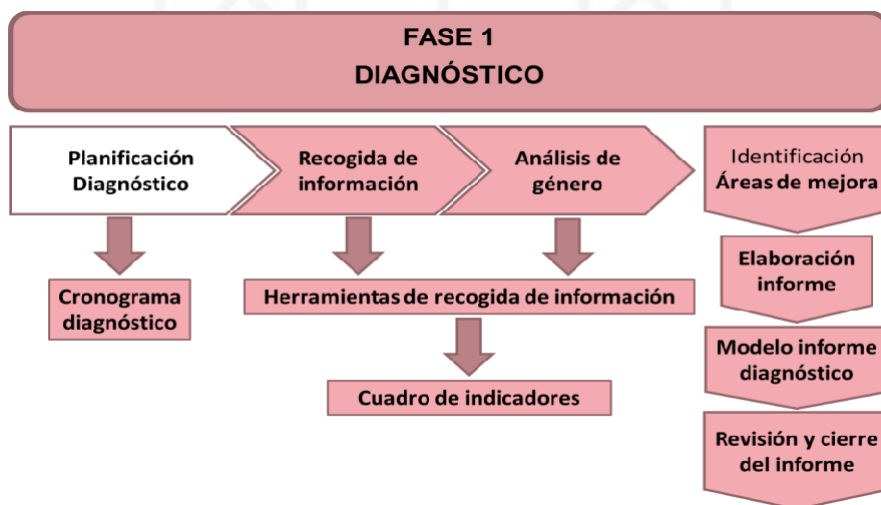 FASE 1
DIAGNÓSTICO
Planificación
Diagnóstico
Recogida de
información
Análisis de
género
Identificación
Áreas de mejora
Cronograma
diagnóstico
Herramientas de recogida de información
Cuadro de indicadores
Elaboración
informe
Modelo informe
diagnóstico
Revisión y cierre
del informe